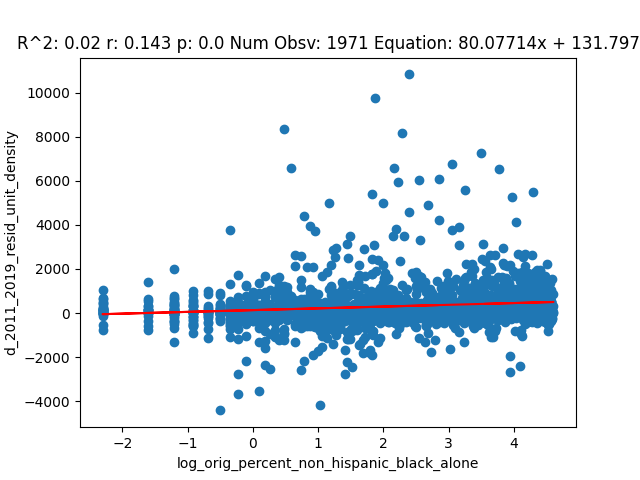 R^2: 0.02 r: 0.143 p: 0.0 Num Obsv: 1971 Equation: 80.07714x + 131.797
10000
8000
6000
4000
2000
0
−2000
−4000
d_2011_2019_resid_unit_density
−2 −1 0 1 2 3 4
log_orig_percent_non_hispanic_black_alone